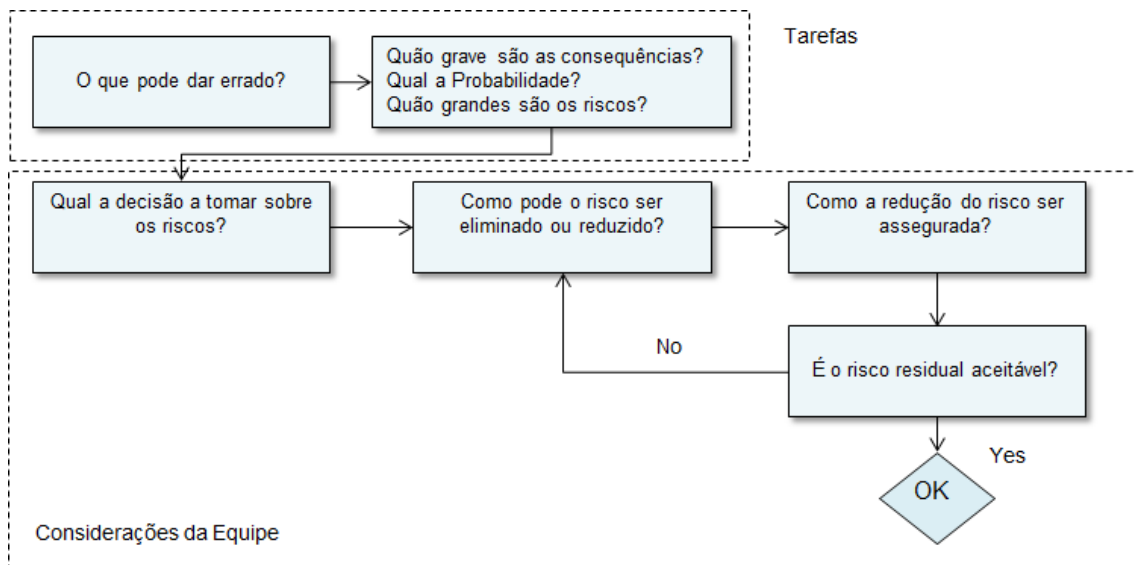 Tarefas
O que pode dar errado?
Quão grave são as consequências?
Qual a Probabilidade?
Quão grandes são os riscos?
Qual a decisão a tomar sobre
os riscos?
Como pode o risco ser
eliminado ou reduzido?
Como a redução do risco ser
assegurada?
No
É o risco residual aceitável?
Yes
OK
Considerações da Equipe